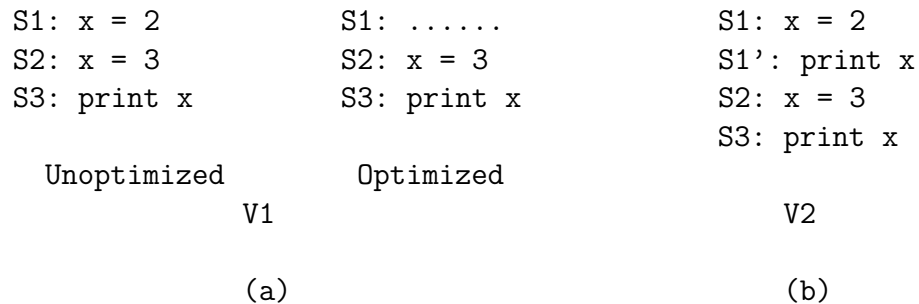 S1: x = 2 S1: ...... S1: x = 2
S2: x = 3 S2: x = 3 S1': print x
S3: print x S3: print x S2: x = 3
S3: print x
Unoptimized Optimized
V1 V2
(a) (b)